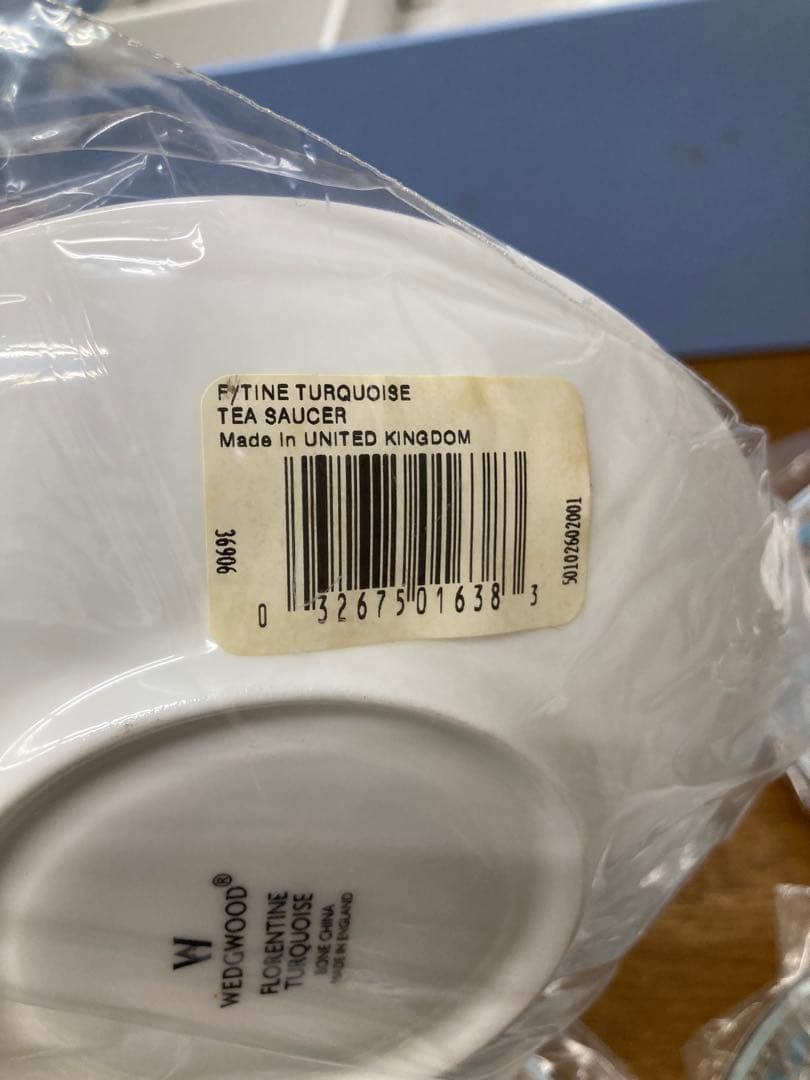 F/TINE TURQUOISE
TEA SAUCER
Made In UNITED KINGDOM
36906
50102602001
0 32675 01638 3
W
WEDGWOOD®
FLORENTINE
TURQUOISE
BONE CHINA
MADE IN ENGLAND